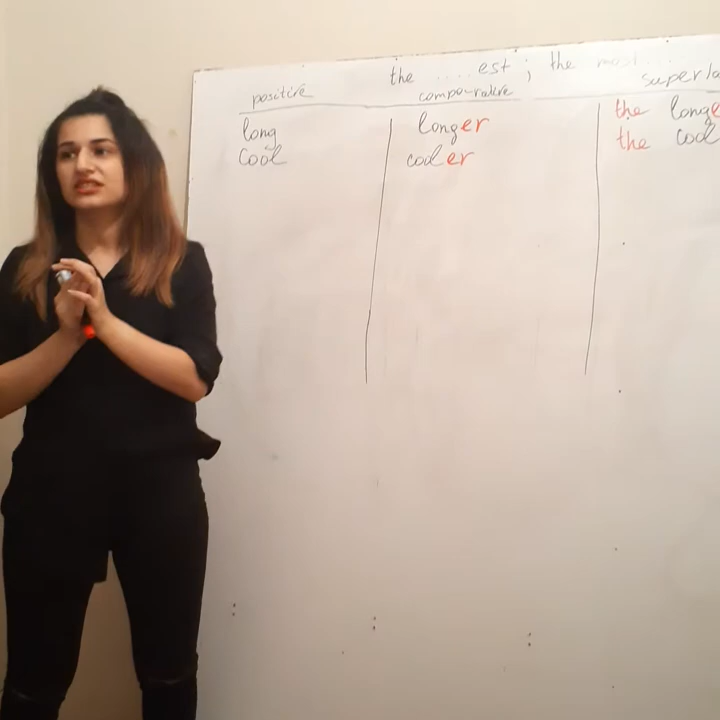 the ....est ; the most...
positive comparative superla
long longer the longe
cool cooler the cool